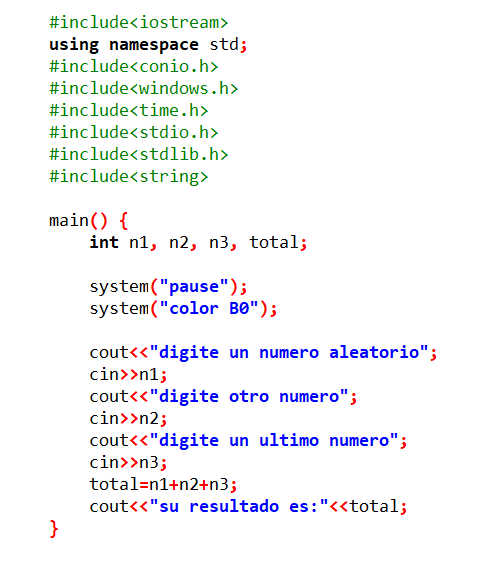 #include<iostream>
using namespace std;
#include<conio.h>
#include<windows.h>
#include<time.h>
#include<stdio.h>
#include<stdlib.h>
#include<string>

main() {
    int n1, n2, n3, total;

    system("pause");
    system("color B0");

    cout<<"digite un numero aleatorio";
    cin>>n1;
    cout<<"digite otro numero";
    cin>>n2;
    cout<<"digite un ultimo numero";
    cin>>n3;
    total=n1+n2+n3;
    cout<<"su resultado es:"<<total;
}